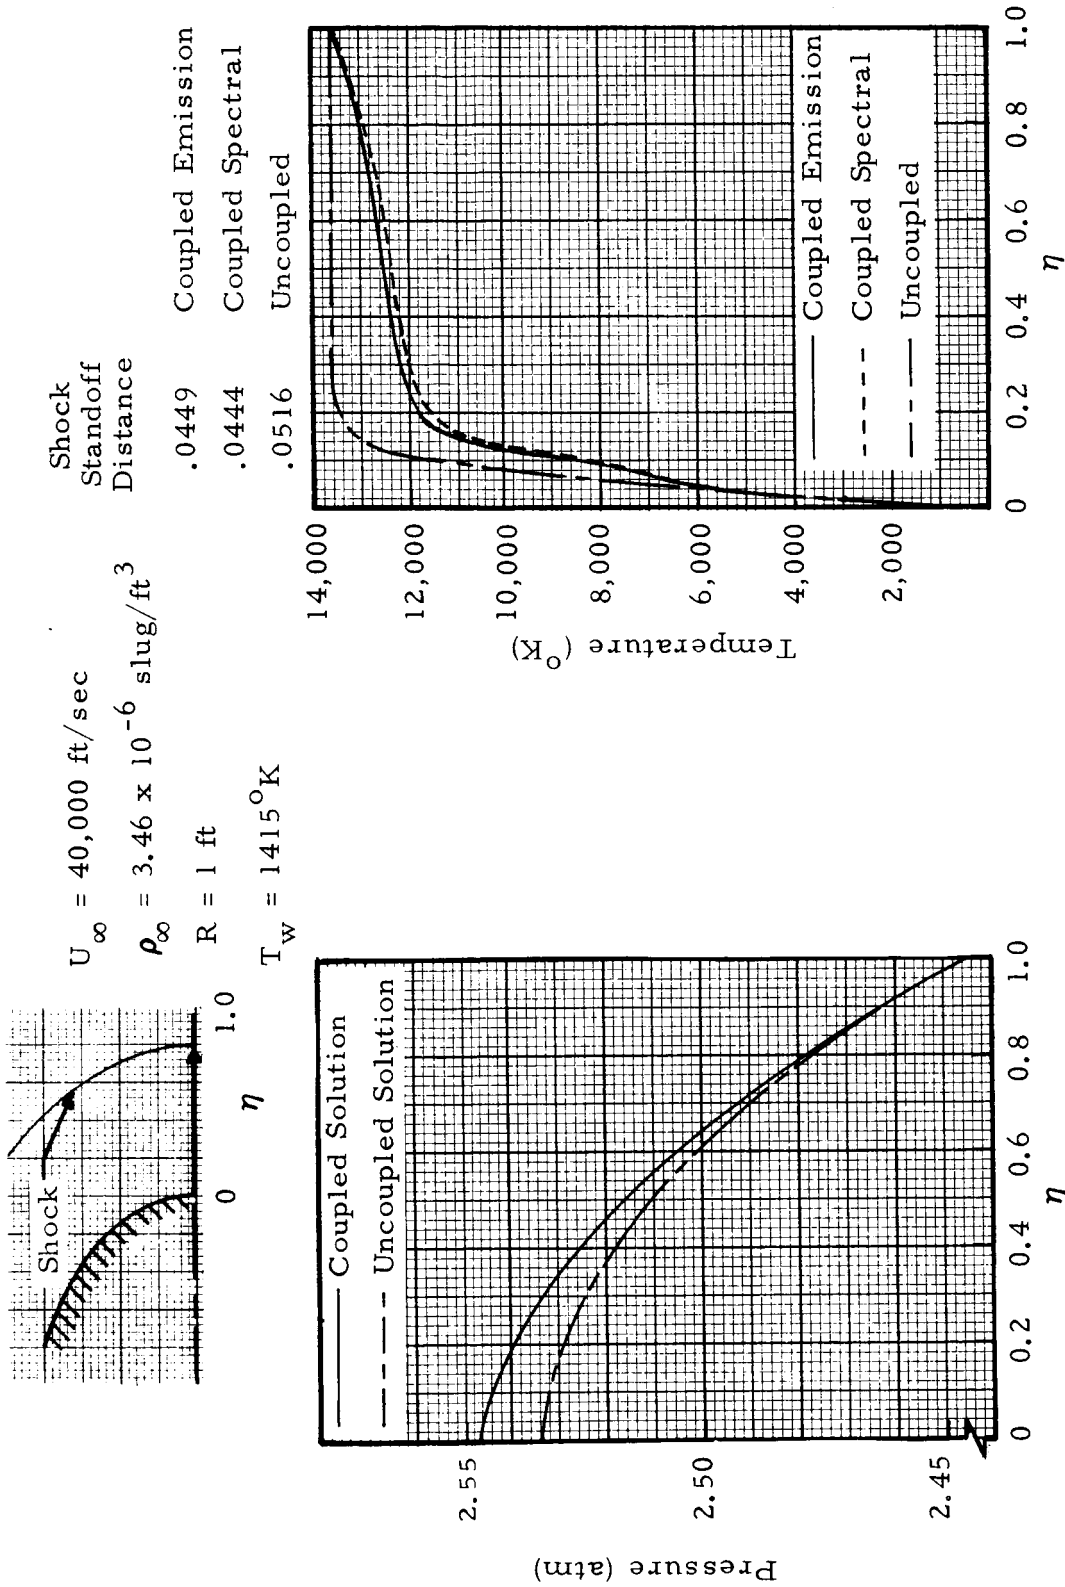 Shock
η
0
1.0
U∞ = 40,000 ft/sec
ρ∞ = 3.46 x 10⁻⁶ slug/ft³
R = 1 ft
T_w = 1415°K
Shock
Standoff
Distance
.0449 Coupled Emission
.0444 Coupled Spectral
.0516 Uncoupled
Pressure (atm)
2.55
2.50
2.45
Coupled Solution
Uncoupled Solution
0 0.2 0.4 0.6 0.8 1.0
η
Temperature (°K)
14,000
12,000
10,000
8,000
6,000
4,000
2,000
Coupled Emission
Coupled Spectral
Uncoupled
0 0.2 0.4 0.6 0.8 1.0
η